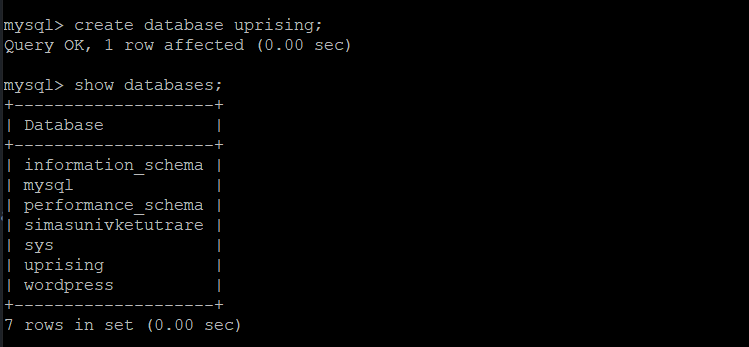 mysql> create database uprising;
Query OK, 1 row affected (0.00 sec)
mysql> show databases;
+--------------------+
| Database           |
+--------------------+
| information_schema |
| mysql              |
| performance_schema |
| simasunivketutrare |
| sys                |
| uprising           |
| wordpress          |
+--------------------+
7 rows in set (0.00 sec)